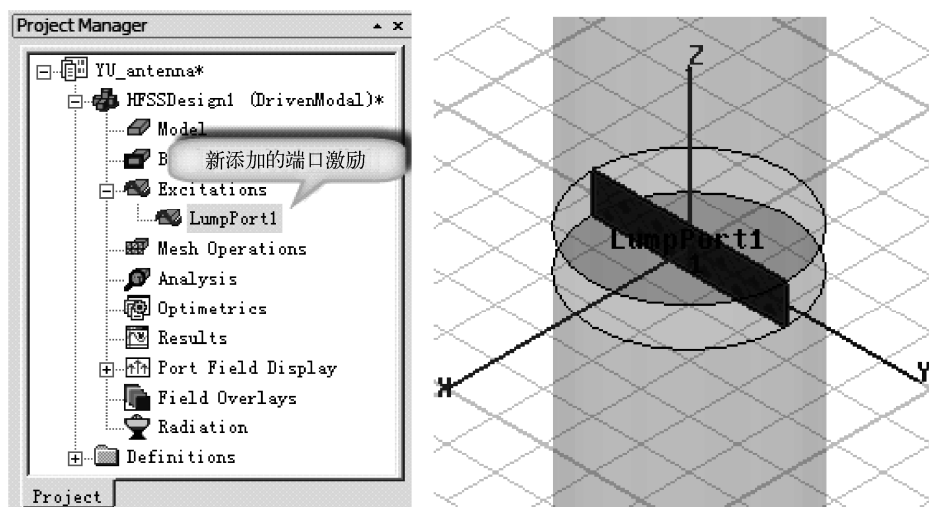 Project Manager
YU_antenna*
HFSSDesign1 (DrivenModal)*
Model
B
新添加的端口激励
Excitations
LumpPort1
Mesh Operations
Analysis
Optimetrics
Results
Port Field Display
Field Overlays
Radiation
Definitions
Project
Z
LumpPort1
1
X
Y